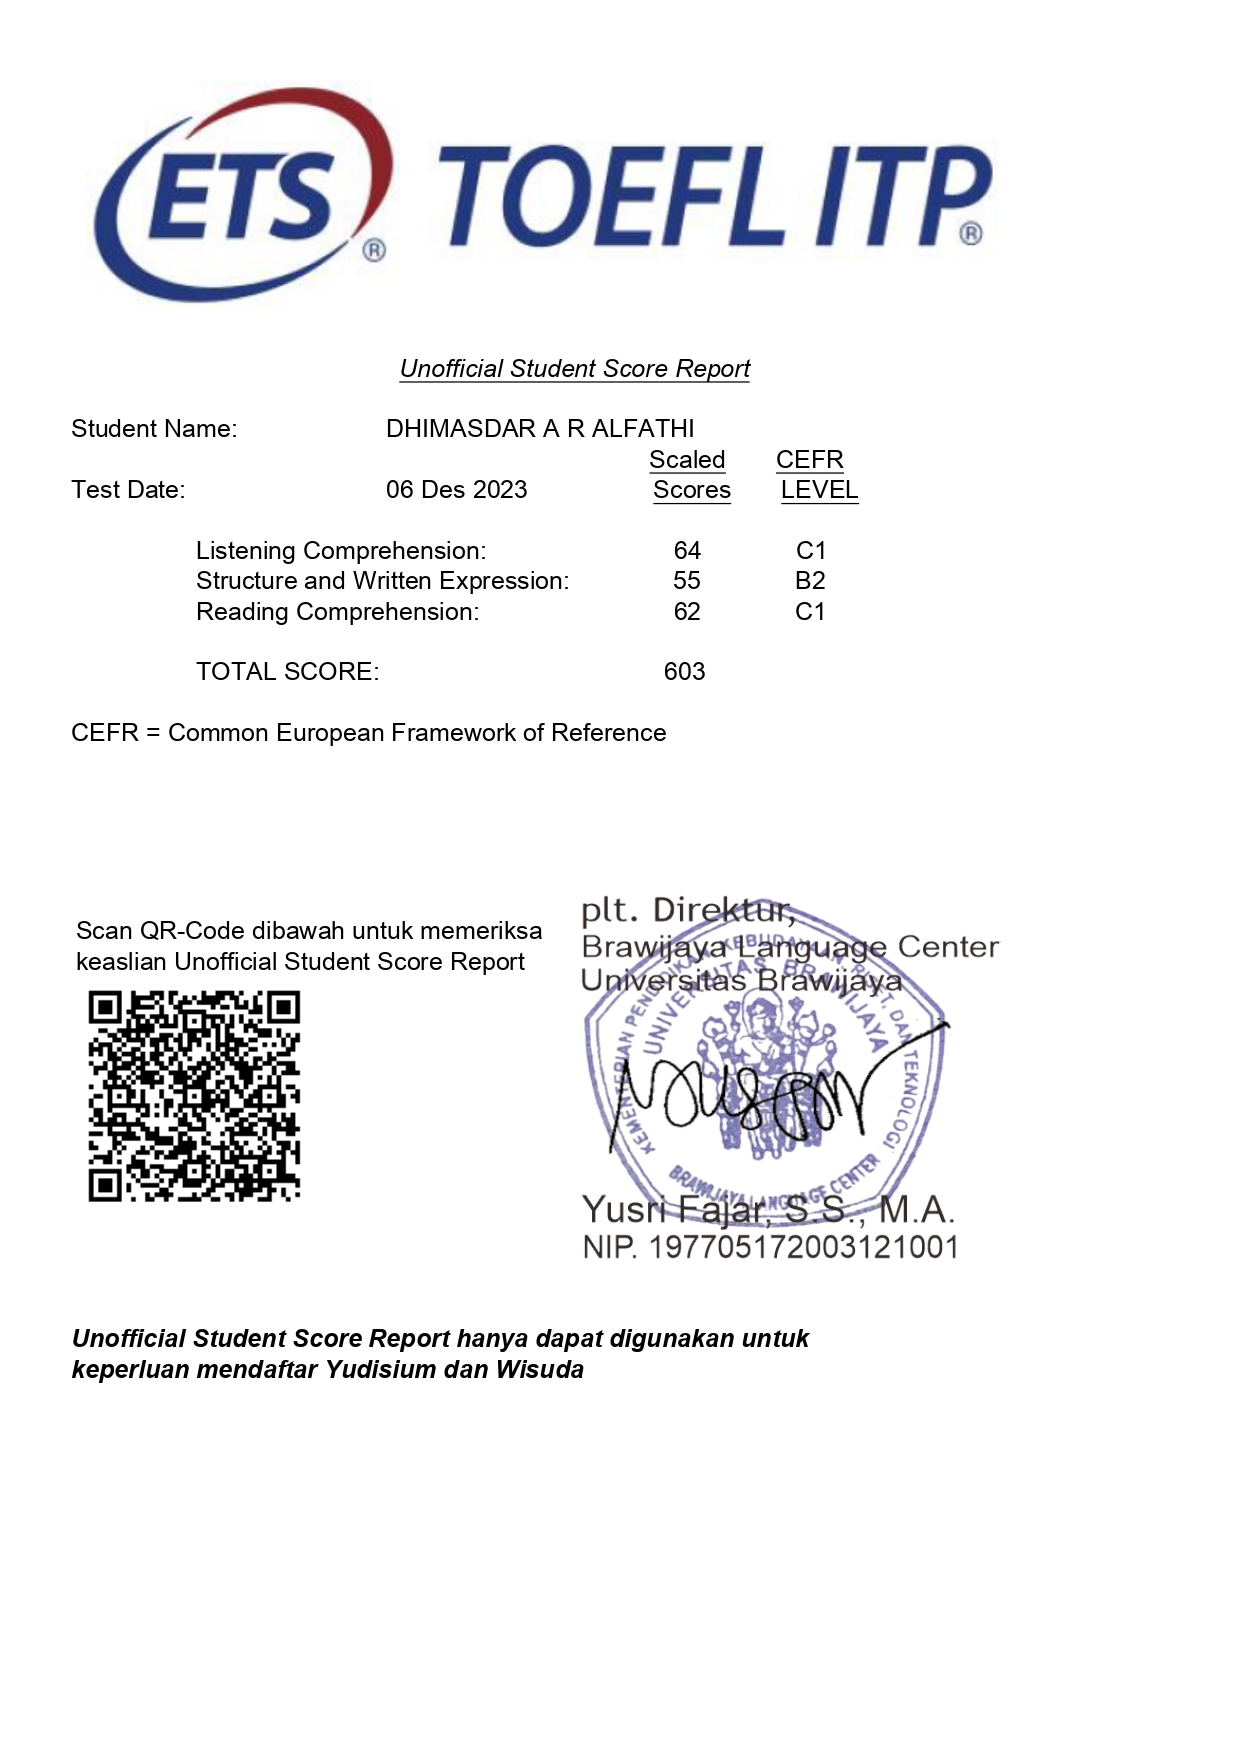 ETS® TOEFL ITP®
Unofficial Student Score Report
Student Name: DHIMASDAR A R ALFATHI
Scaled CEFR
Test Date: 06 Des 2023 Scores LEVEL
Listening Comprehension: 64 C1
Structure and Written Expression: 55 B2
Reading Comprehension: 62 C1
TOTAL SCORE: 603
CEFR = Common European Framework of Reference
Scan QR-Code dibawah untuk memeriksa
keaslian Unofficial Student Score Report
plt. Direktur,
Brawijaya Language Center
Universitas Brawijaya
KEMENTERIAN PENDIDIKAN, KEBUDAYAAN, RISET, DAN TEKNOLOGI
UNIVERSITAS BRAWIJAYA
BRAWIJAYA LANGUAGE CENTER
Yusri Fajar, S.S., M.A.
NIP. 197705172003121001
Unofficial Student Score Report hanya dapat digunakan untuk
keperluan mendaftar Yudisium dan Wisuda